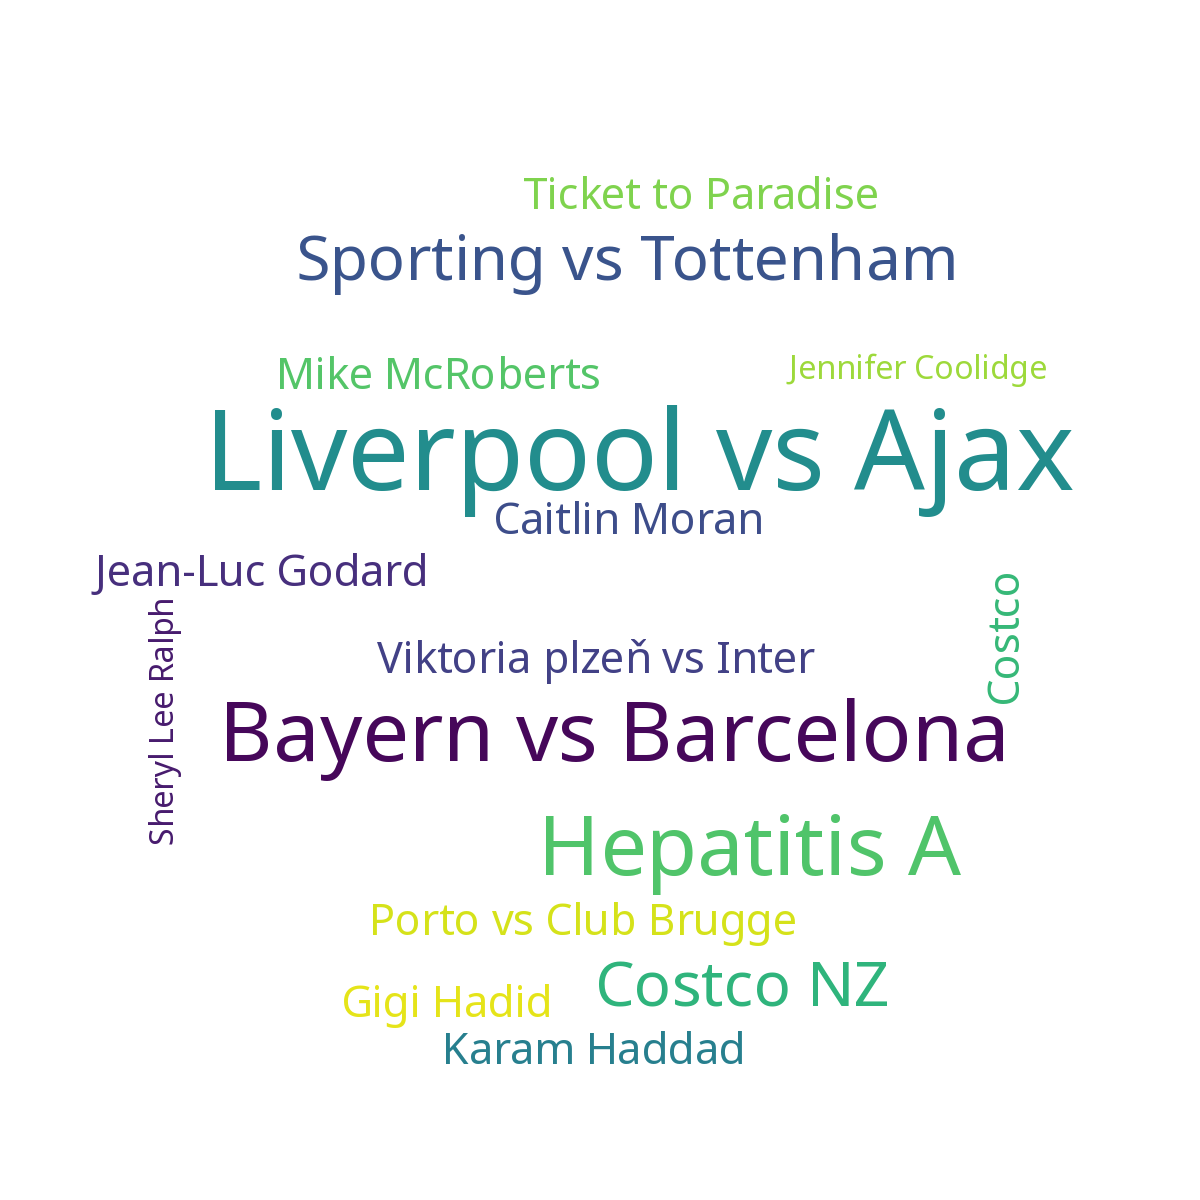 Ticket to Paradise
Sporting vs Tottenham
Mike McRoberts
Jennifer Coolidge
Liverpool vs Ajax
Caitlin Moran
Jean-Luc Godard
Costco
Sheryl Lee Ralph
Viktoria plzeň vs Inter
Bayern vs Barcelona
Hepatitis A
Porto vs Club Brugge
Costco NZ
Gigi Hadid
Karam Haddad